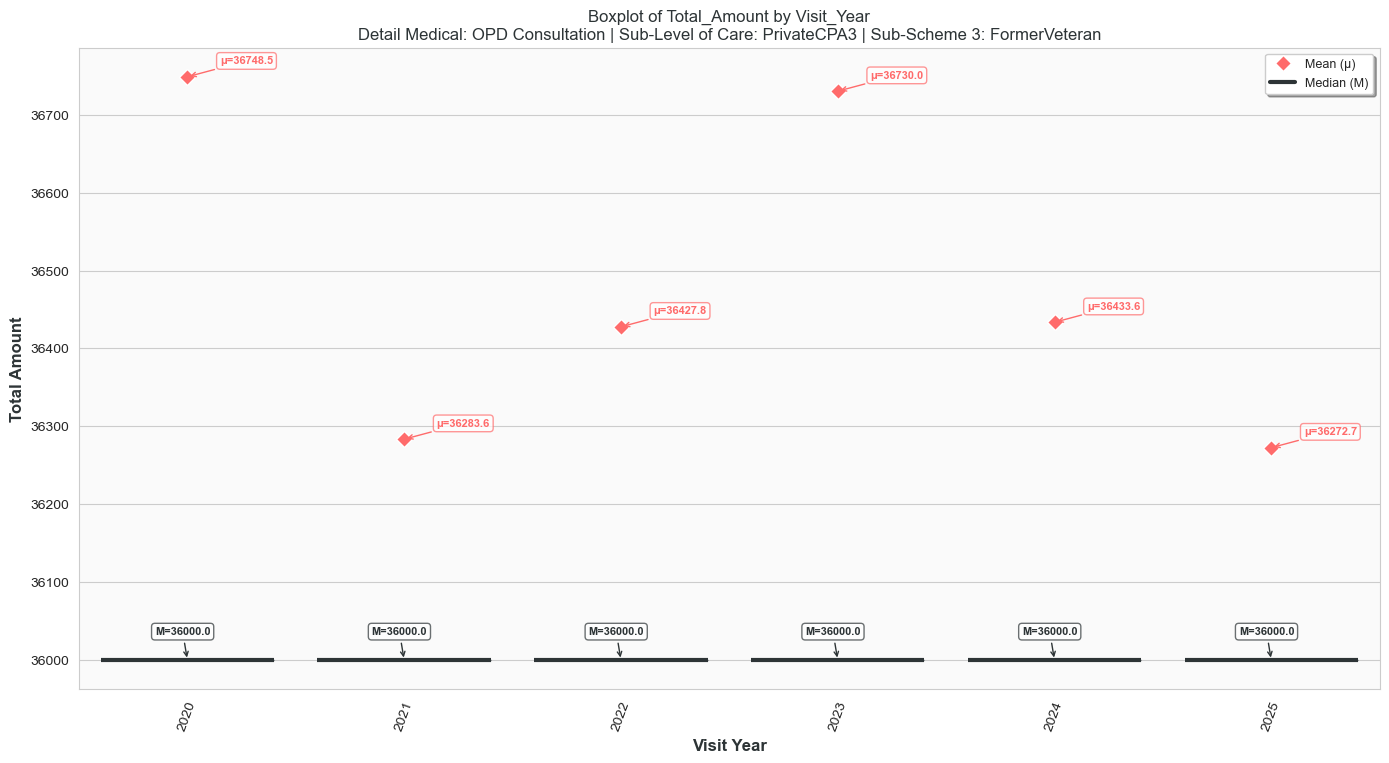 Boxplot of Total_Amount by Visit_Year
Detail Medical: OPD Consultation | Sub-Level of Care: PrivateCPA3 | Sub-Scheme 3: FormerVeteran
Mean (μ)
Median (M)
μ=36748.5
μ=36730.0
μ=36427.8
μ=36433.6
μ=36283.6
μ=36272.7
M=36000.0
M=36000.0
M=36000.0
M=36000.0
M=36000.0
M=36000.0
Total Amount
36700
36600
36500
36400
36300
36200
36100
36000
2020
2021
2022
2023
2024
2025
Visit Year